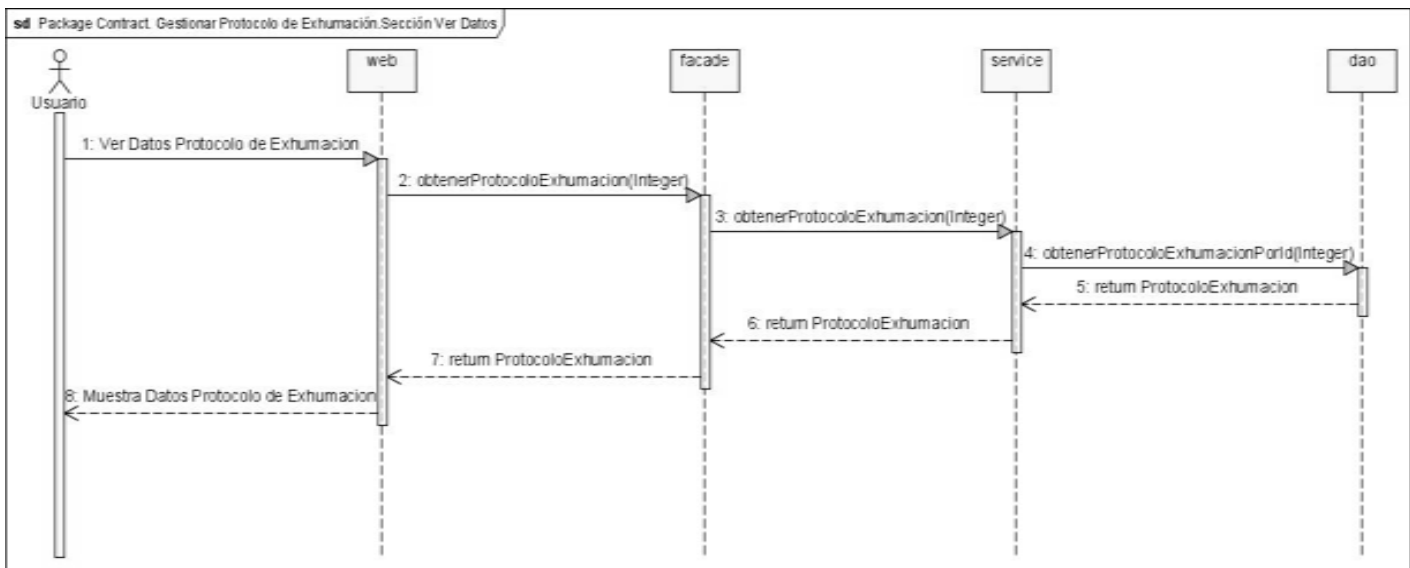 sd Package Contract. Gestionar Protocolo de Exhumación.Sección Ver Datos
Usuario
web
facade
service
dao
1: Ver Datos Protocolo de Exhumacion
2: obtenerProtocoloExhumacion(Integer)
3: obtenerProtocoloExhumacion(Integer)
4: obtenerProtocoloExhumacionPorId(Integer)
5: return ProtocoloExhumacion
6: return ProtocoloExhumacion
7: return ProtocoloExhumacion
8: Muestra Datos Protocolo de Exhumacion